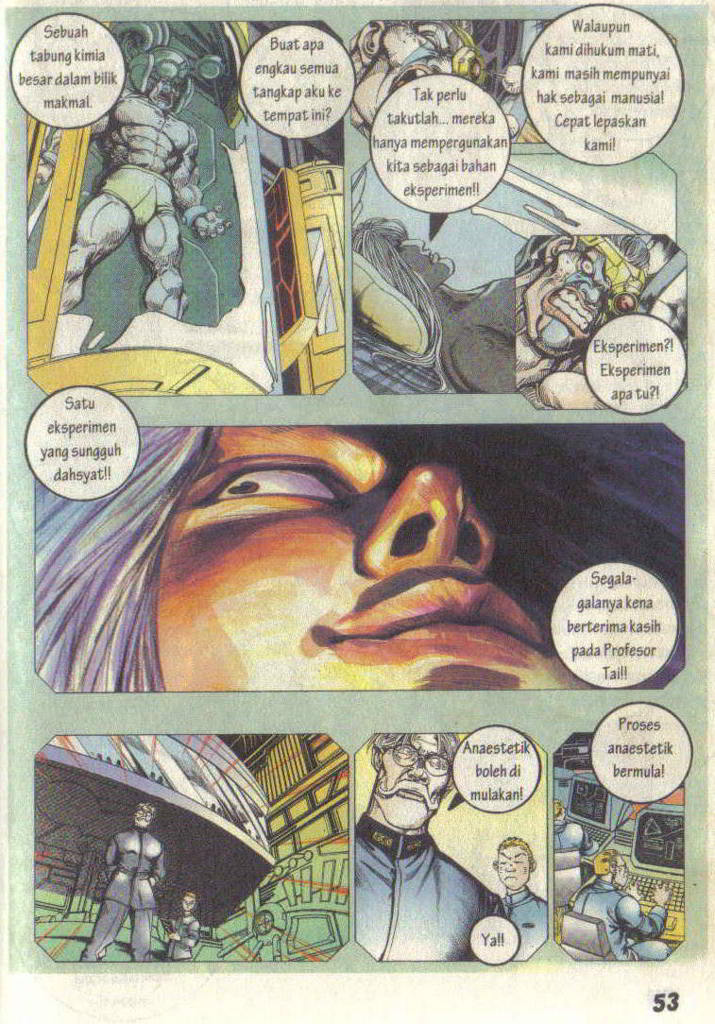 Sebuah
tabung kimia
besar dalam bilik
makmal.
Buat apa
engkau semua
tangkap aku ke
tempat ini?
Walaupun
kami dihukum mati,
kami masih mempunyai
hak sebagai manusia!
Cepat lepaskan
kami!
Tak perlu
takutlah... mereka
hanya mempergunakan
kita sebagai bahan
eksperimen!!
Eksperimen?!
Eksperimen
apa tu?!
Satu
eksperimen
yang sungguh
dahsyat!!
Segala-
galanya kena
berterima kasih
pada Profesor
Tai!!
Anaestetik
boleh di
mulakan!
Ya!!
Proses
anaestetik
bermula!
53